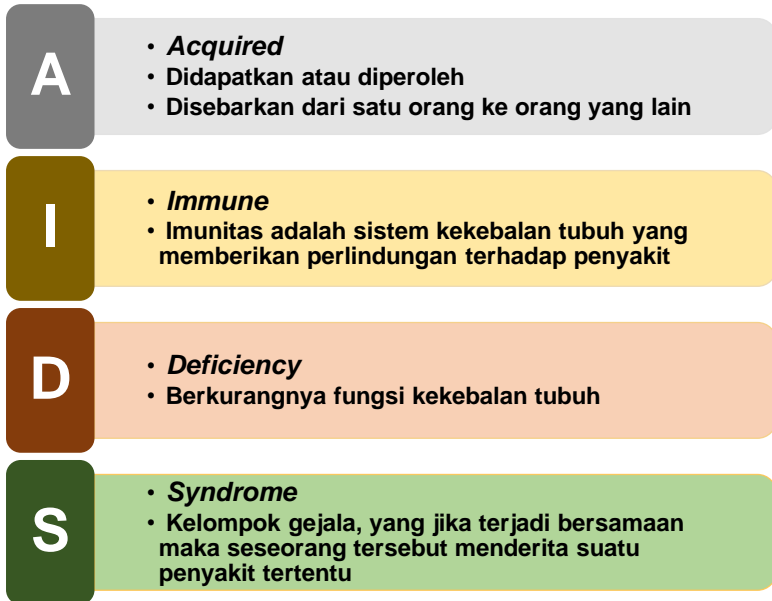 A
• Acquired
• Didapatkan atau diperoleh
• Disebarkan dari satu orang ke orang yang lain
I
• Immune
• Imunitas adalah sistem kekebalan tubuh yang
memberikan perlindungan terhadap penyakit
D
• Deficiency
• Berkurangnya fungsi kekebalan tubuh
S
• Syndrome
• Kelompok gejala, yang jika terjadi bersamaan
maka seseorang tersebut menderita suatu
penyakit tertentu